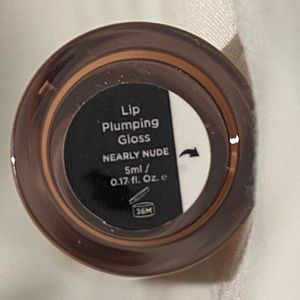 Lip
Plumping
Gloss
NEARLY NUDE
5ml /
0.17 fl. Oz. e
36M